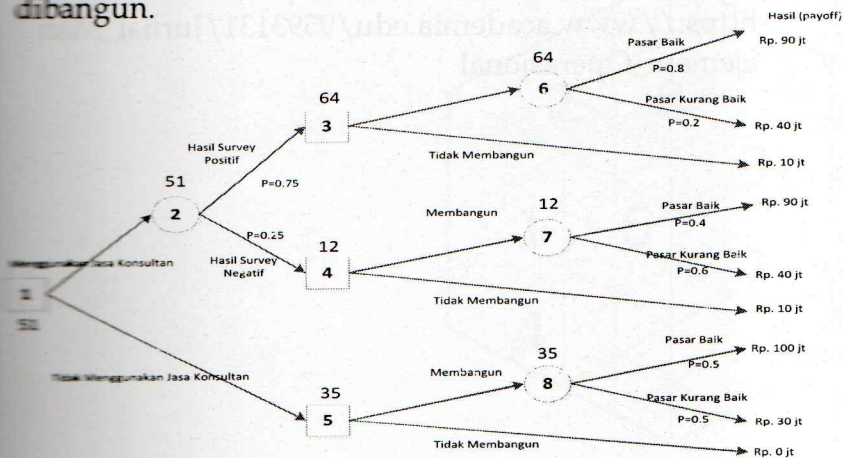 dibangun.
Hasil (payoff)
Pasar Baik
Rp. 90 jt
64
P=0.8
6
64
Pasar Kurang Baik
3
P=0.2
Rp. 40 jt
Hasil Survey
Positif
Tidak Membangun
Rp. 10 jt
51
P=0.75
2
12
Pasar Baik
Rp. 90 jt
Membangun
P=0.4
P=0.25
7
12
Pasar Kurang Baik
Menggunakan Jasa Konsultan
Hasil Survey
Negatif
4
P=0.6
Rp. 40 jt
1
Tidak Membangun
Rp. 10 jt
51
Pasar Baik
35
Rp. 100 jt
Membangun
P=0.5
Tidak Menggunakan Jasa Konsultan
8
35
Pasar Kurang Baik
5
P=0.5
Rp. 30 jt
Tidak Membangun
Rp. 0 jt